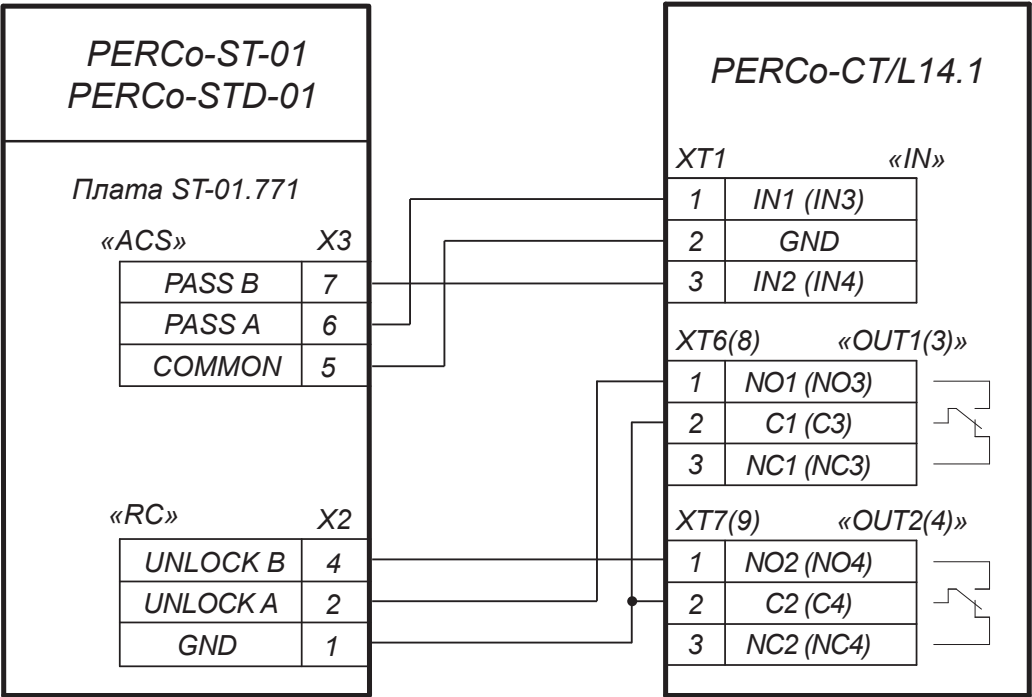 PERCo-ST-01
PERCo-STD-01
Плата ST-01.771
«ACS» X3
PASS B 7
PASS A 6
COMMON 5
«RC» X2
UNLOCK B 4
UNLOCK A 2
GND 1
PERCo-CT/L14.1
XT1 «IN»
1 IN1 (IN3)
2 GND
3 IN2 (IN4)
XT6(8) «OUT1(3)»
1 NO1 (NO3)
2 C1 (C3)
3 NC1 (NC3)
XT7(9) «OUT2(4)»
1 NO2 (NO4)
2 C2 (C4)
3 NC2 (NC4)